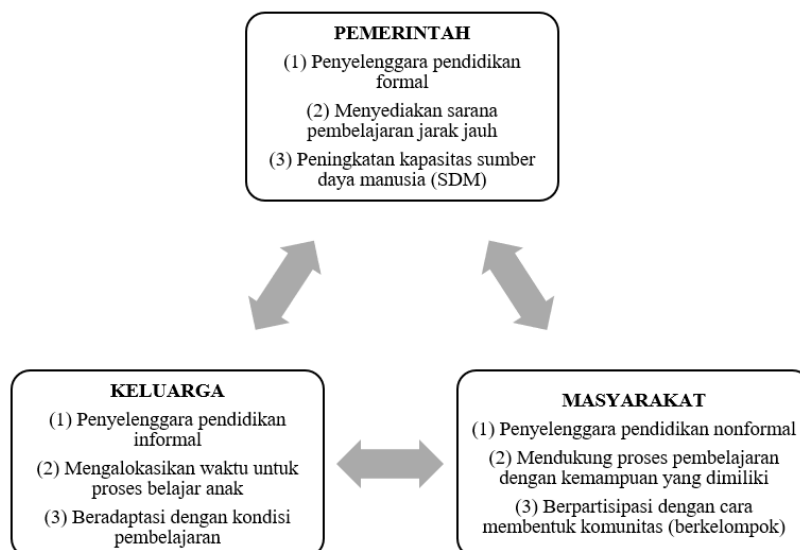 PEMERINTAH
(1) Penyelenggara pendidikan
formal
(2) Menyediakan sarana
pembelajaran jarak jauh
(3) Peningkatan kapasitas sumber
daya manusia (SDM)
KELUARGA
(1) Penyelenggara pendidikan
informal
(2) Mengalokasikan waktu untuk
proses belajar anak
(3) Beradaptasi dengan kondisi
pembelajaran
MASYARAKAT
(1) Penyelenggara pendidikan nonformal
(2) Mendukung proses pembelajaran
dengan kemampuan yang dimiliki
(3) Berpartisipasi dengan cara
membentuk komunitas (berkelompok)